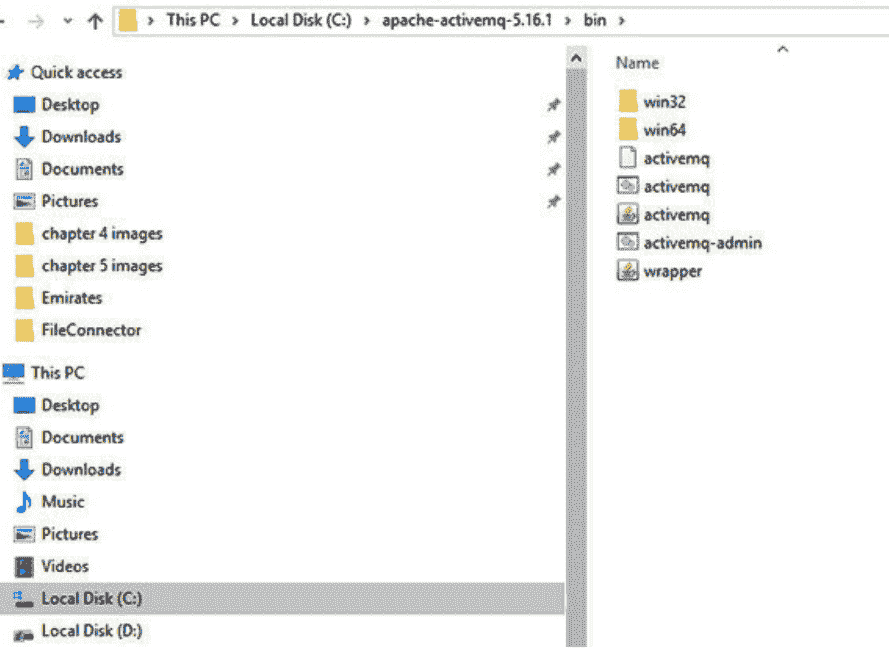 This PC > Local Disk (C:) > apache-activemq-5.16.1 > bin >
Quick access
Desktop
Downloads
Documents
Pictures
chapter 4 images
chapter 5 images
Emirates
FileConnector
This PC
Desktop
Documents
Downloads
Music
Pictures
Videos
Local Disk (C:)
Local Disk (D:)
Name
win32
win64
activemq
activemq
activemq
activemq-admin
wrapper